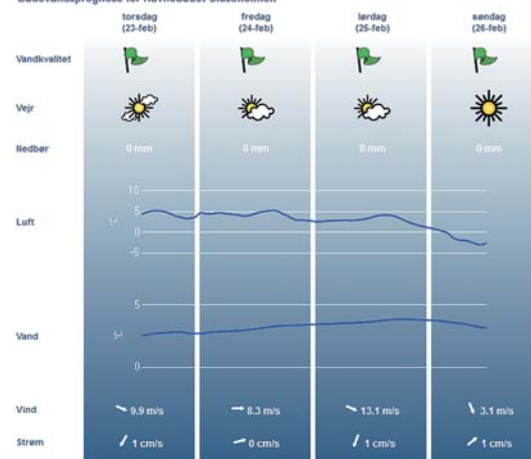 torsdag fredag lørdag søndag
(23-feb) (24-feb) (25-feb) (26-feb)
Vandkvalitet
Vejr
Nedbør 0 mm 0 mm 0 mm 0 mm
10
5
Luft °C 0
-5
5
Vand °C
0
Vind 9.9 m/s 8.3 m/s 13.1 m/s 3.1 m/s
Strøm 1 cm/s 0 cm/s 1 cm/s 1 cm/s